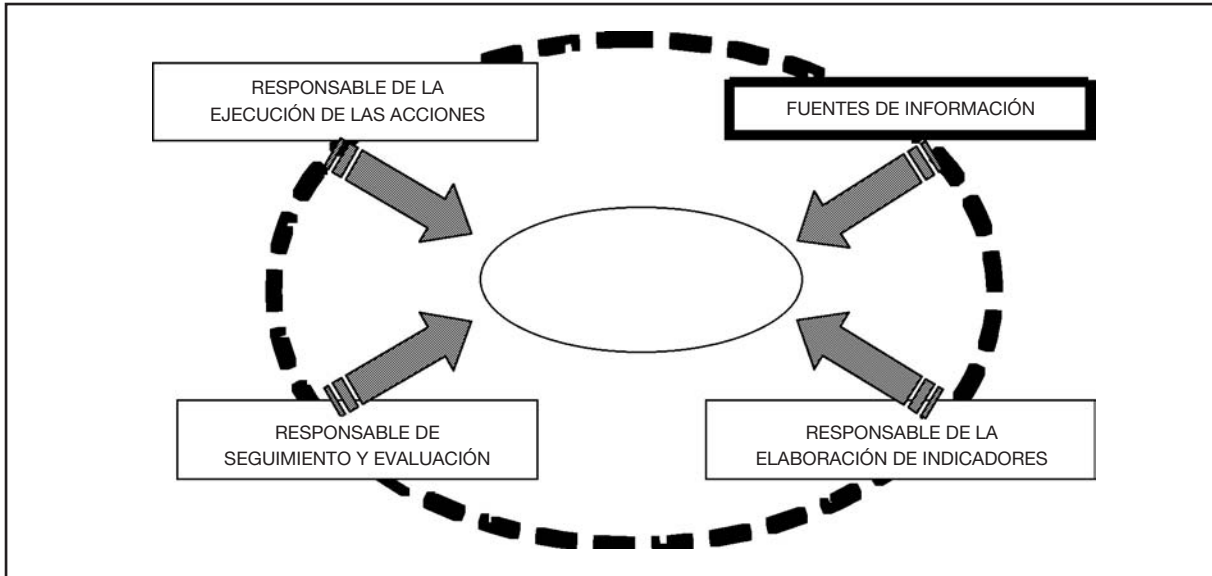 RESPONSABLE DE LA
EJECUCIÓN DE LAS ACCIONES
FUENTES DE INFORMACIÓN
RESPONSABLE DE
SEGUIMIENTO Y EVALUACIÓN
RESPONSABLE DE LA
ELABORACIÓN DE INDICADORES